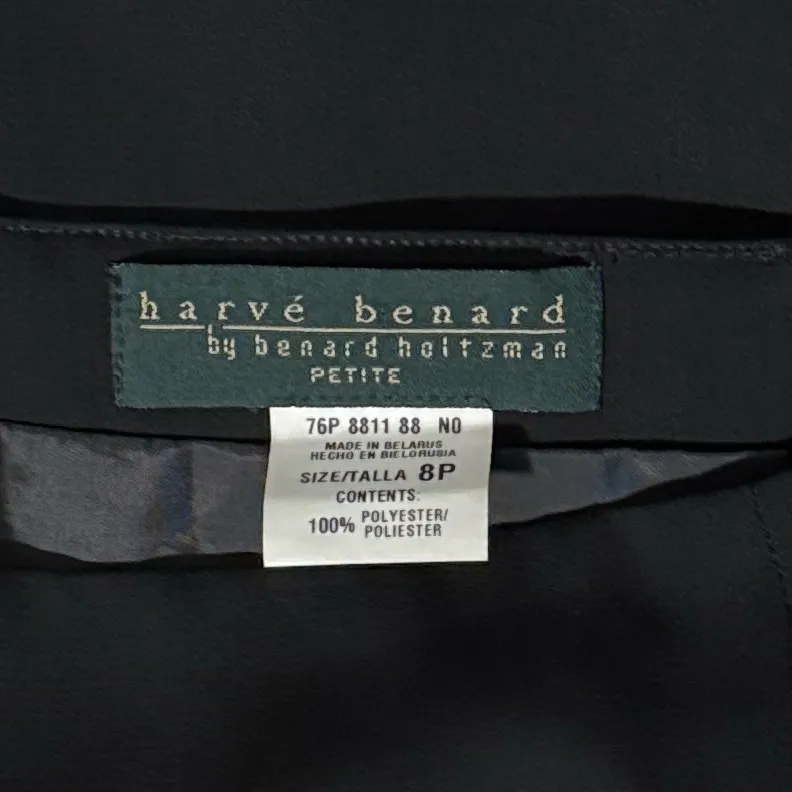 harvé benard
by benard holtzman
PETITE
76P 8811 88 NO
MADE IN BELARUS
HECHO EN BIELORUSIA
SIZE/TALLA 8P
CONTENTS:
100% POLYESTER/
POLIESTER